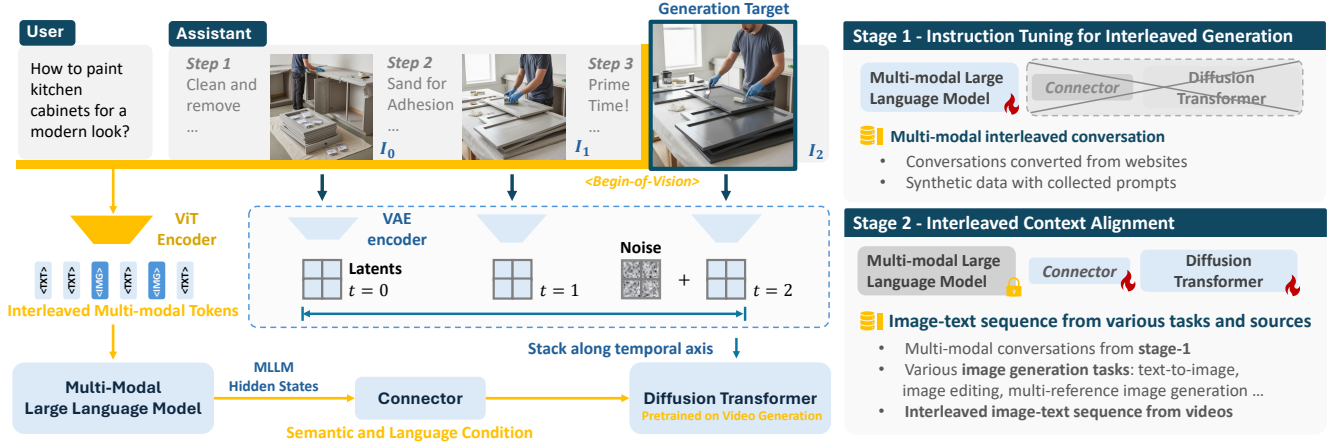 Generation Target
User
How to paint
kitchen
cabinets for a
modern look?
Assistant
Step 1
Clean and
remove
...
I0
Step 2
Sand for
Adhesion
...
I1
Step 3
Prime
Time!
...
I2
<Begin-of-Vision>
ViT
Encoder
<TXT> <TXT> <IMG> <TXT> <IMG> <TXT>
Interleaved Multi-modal Tokens
VAE
encoder
Latents
t = 0
t = 1
Noise
+
t = 2
Stack along temporal axis
Multi-Modal
Large Language Model
MLLM
Hidden States
Connector
Semantic and Language Condition
Diffusion Transformer
Pretrained on Video Generation
Stage 1 - Instruction Tuning for Interleaved Generation
Multi-modal Large
Language Model
Connector
Diffusion
Transformer
Multi-modal interleaved conversation
• Conversations converted from websites
• Synthetic data with collected prompts
Stage 2 - Interleaved Context Alignment
Multi-modal Large
Language Model
Connector
Diffusion
Transformer
Image-text sequence from various tasks and sources
• Multi-modal conversations from stage-1
• Various image generation tasks: text-to-image,
image editing, multi-reference image generation ...
• Interleaved image-text sequence from videos